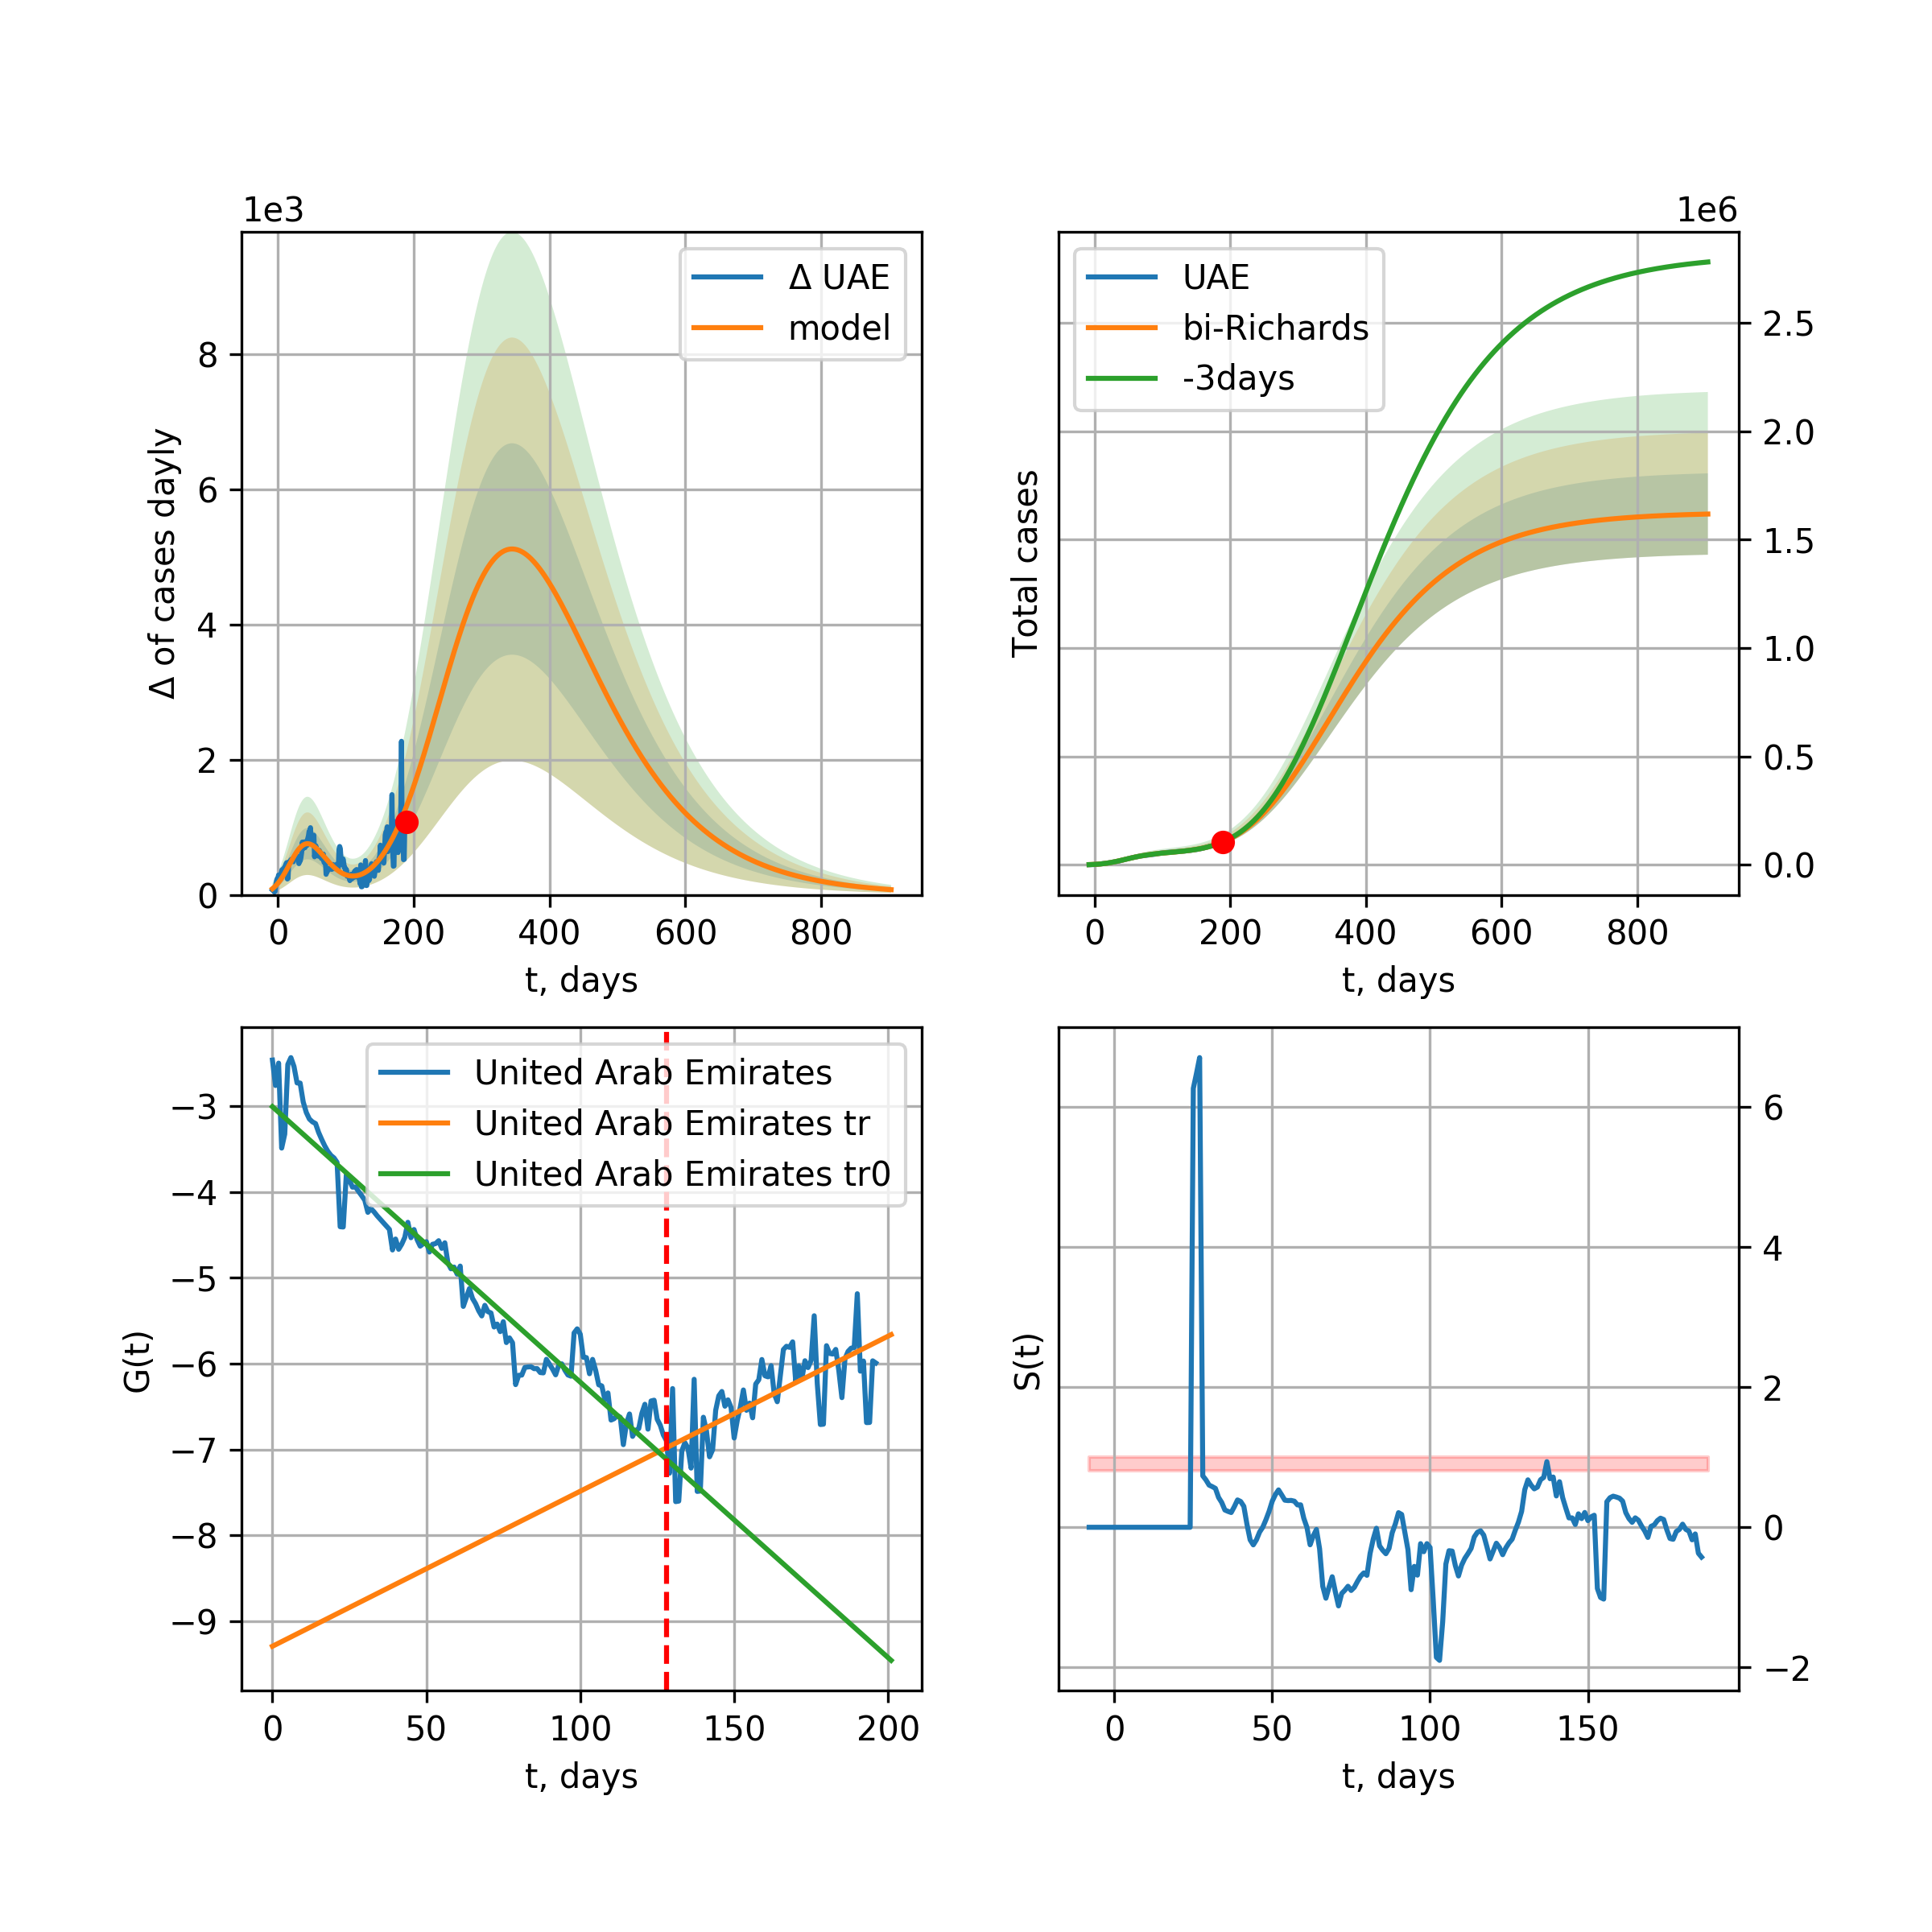 1e3
Δ UAE
model
8
6
4
2
0
Δ of cases dayly
0 200 400 600 800
t, days
1e6
UAE
bi-Richards
-3days
2.5
2.0
1.5
1.0
0.5
0.0
Total cases
0 200 400 600 800
t, days
United Arab Emirates
United Arab Emirates tr
United Arab Emirates tr0
−3
−4
−5
−6
−7
−8
−9
G(t)
0 50 100 150 200
t, days
6
4
2
0
−2
S(t)
0 50 100 150
t, days